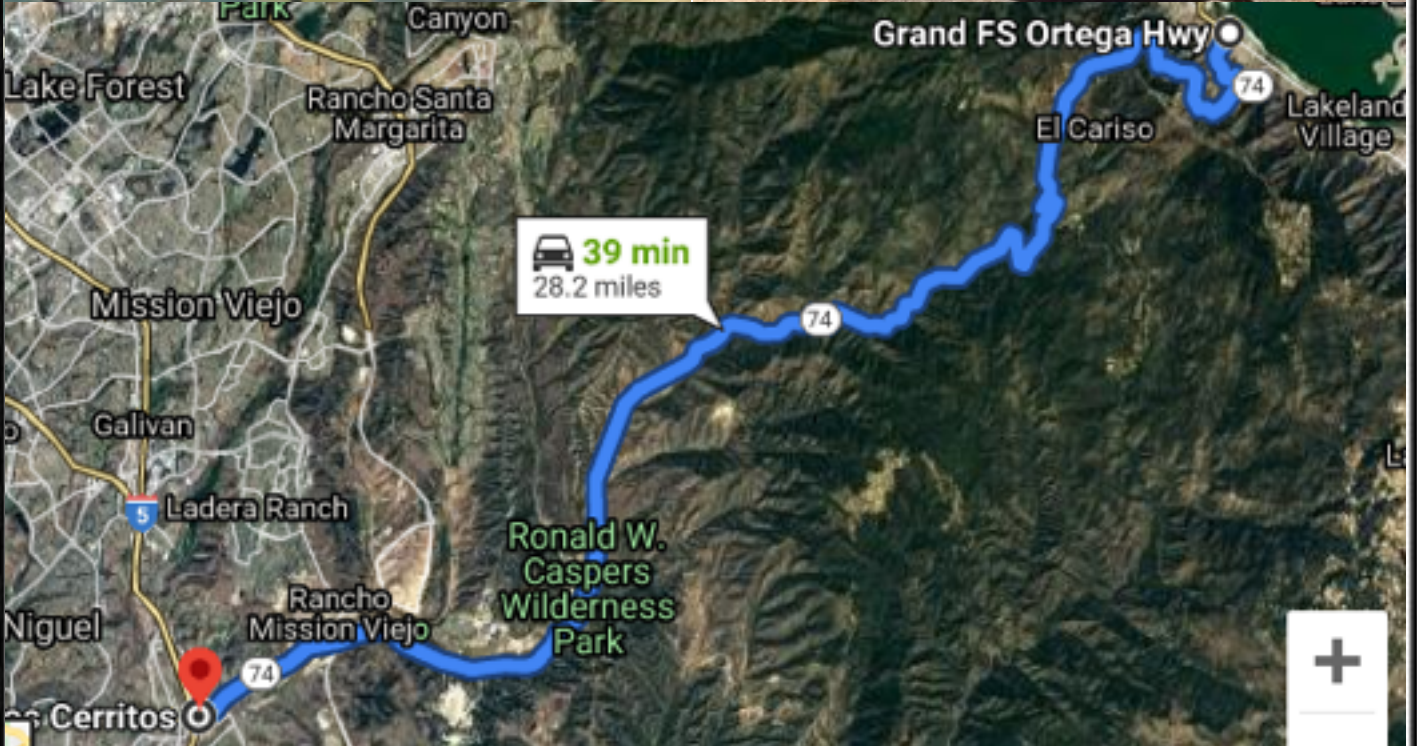 Park
Canyon
Grand FS Ortega Hwy
Lake Forest
74
Rancho Santa
Margarita
Lakeland
Village
El Cariso
39 min
28.2 miles
Mission Viejo
74
Galivan
5
Ladera Ranch
Ronald W.
Caspers
Wilderness
Park
Rancho
Mission Viejo
Niguel
74
Cerritos
+